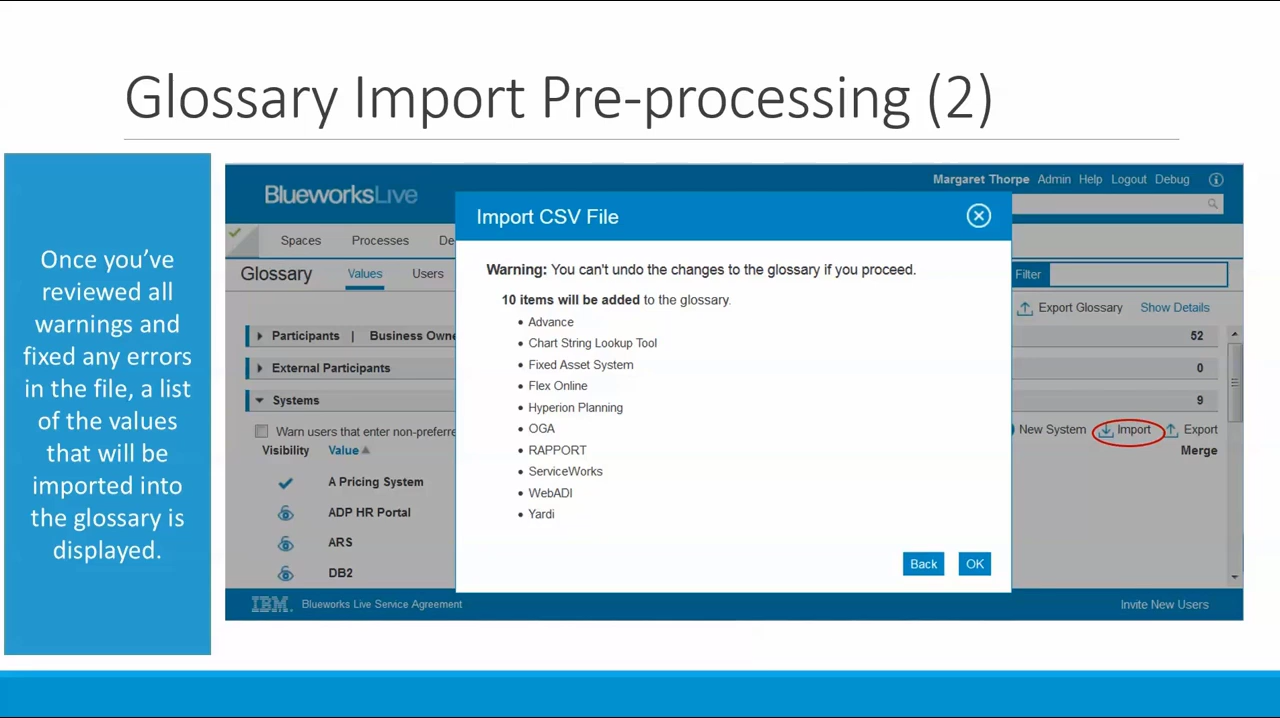 Glossary Import Pre-processing (2)
Once you've
reviewed all
warnings and
fixed any errors
in the file, a list
of the values
that will be
imported into
the glossary is
displayed.
BlueworksLive
Margaret Thorpe Admin Help Logout Debug
Spaces Processes De
Glossary Values Users
Filter
Export Glossary Show Details
Participants | Business Owne
52
External Participants
0
Systems
9
Warn users that enter non-preferre
New System Import Export
Visibility Value
Merge
A Pricing System
ADP HR Portal
ARS
DB2
Import CSV File
Warning: You can't undo the changes to the glossary if you proceed.
10 items will be added to the glossary.
• Advance
• Chart String Lookup Tool
• Fixed Asset System
• Flex Online
• Hyperion Planning
• OGA
• RAPPORT
• ServiceWorks
• WebADI
• Yardi
Back OK
IBM. Blueworks Live Service Agreement
Invite New Users